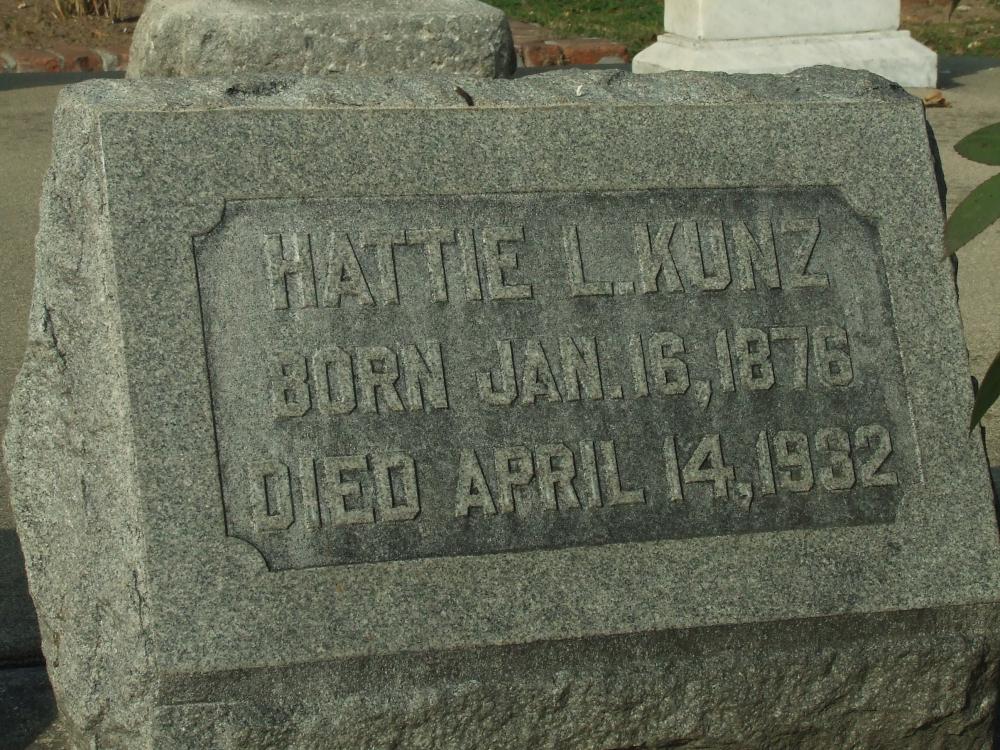 HATTIE L. KUNZ
BORN JAN. 16, 1876
DIED APRIL 14, 1932